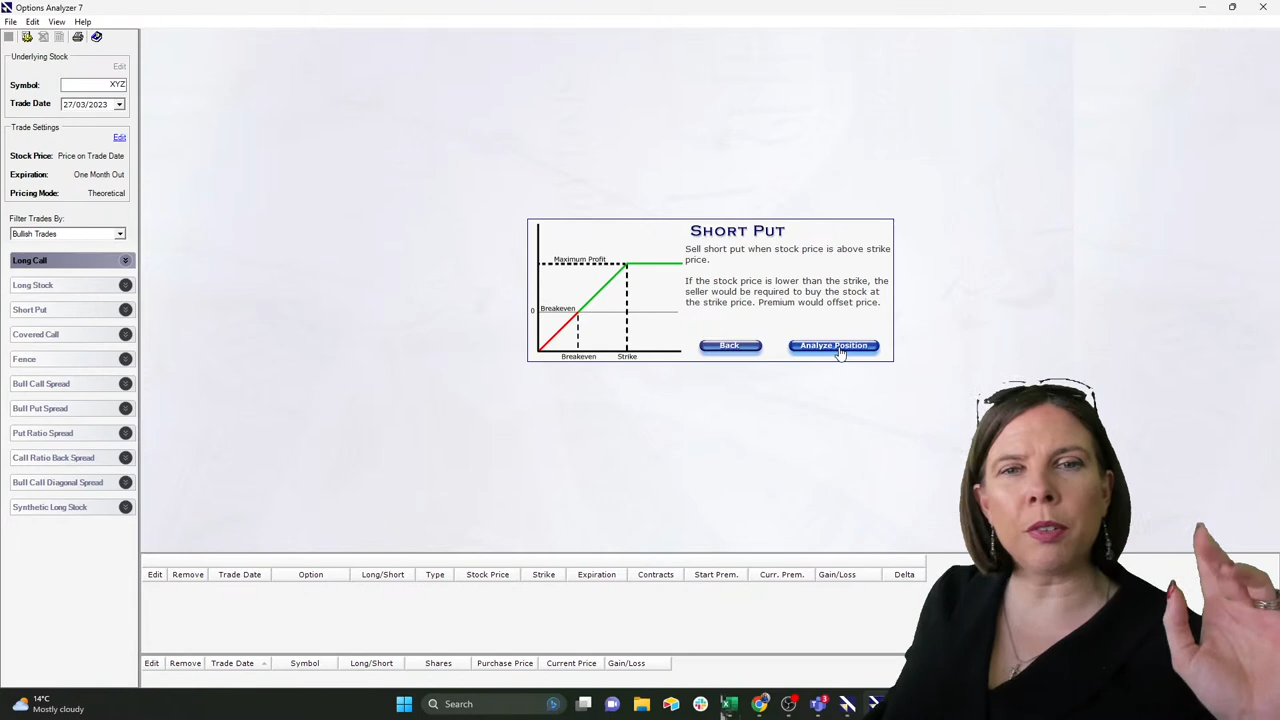 Options Analyzer 7
File Edit View Help
Underlying Stock
Edit
Symbol: XYZ
Trade Date 27/03/2023
Trade Settings
Edit
Stock Price: Price on Trade Date
Expiration: One Month Out
Pricing Mode: Theoretical
Filter Trades By:
Bullish Trades
Long Call
Long Stock
Short Put
Covered Call
Fence
Bull Call Spread
Bull Put Spread
Put Ratio Spread
Call Ratio Back Spread
Bull Call Diagonal Spread
Synthetic Long Stock
Short Put
Sell short put when stock price is above strike
price.
If the stock price is lower than the strike, the
seller would be required to buy the stock at
the strike price. Premium would offset price.
Maximum Profit
Breakeven
0
Breakeven Strike
Back Analyze Position
Edit Remove Trade Date Option Long/Short Type Stock Price Strike Expiration Contracts Start Prem. Curr. Prem. Gain/Loss Delta
Edit Remove Trade Date Symbol Long/Short Shares Purchase Price Current Price Gain/Loss
14°C
Mostly cloudy
Search
3